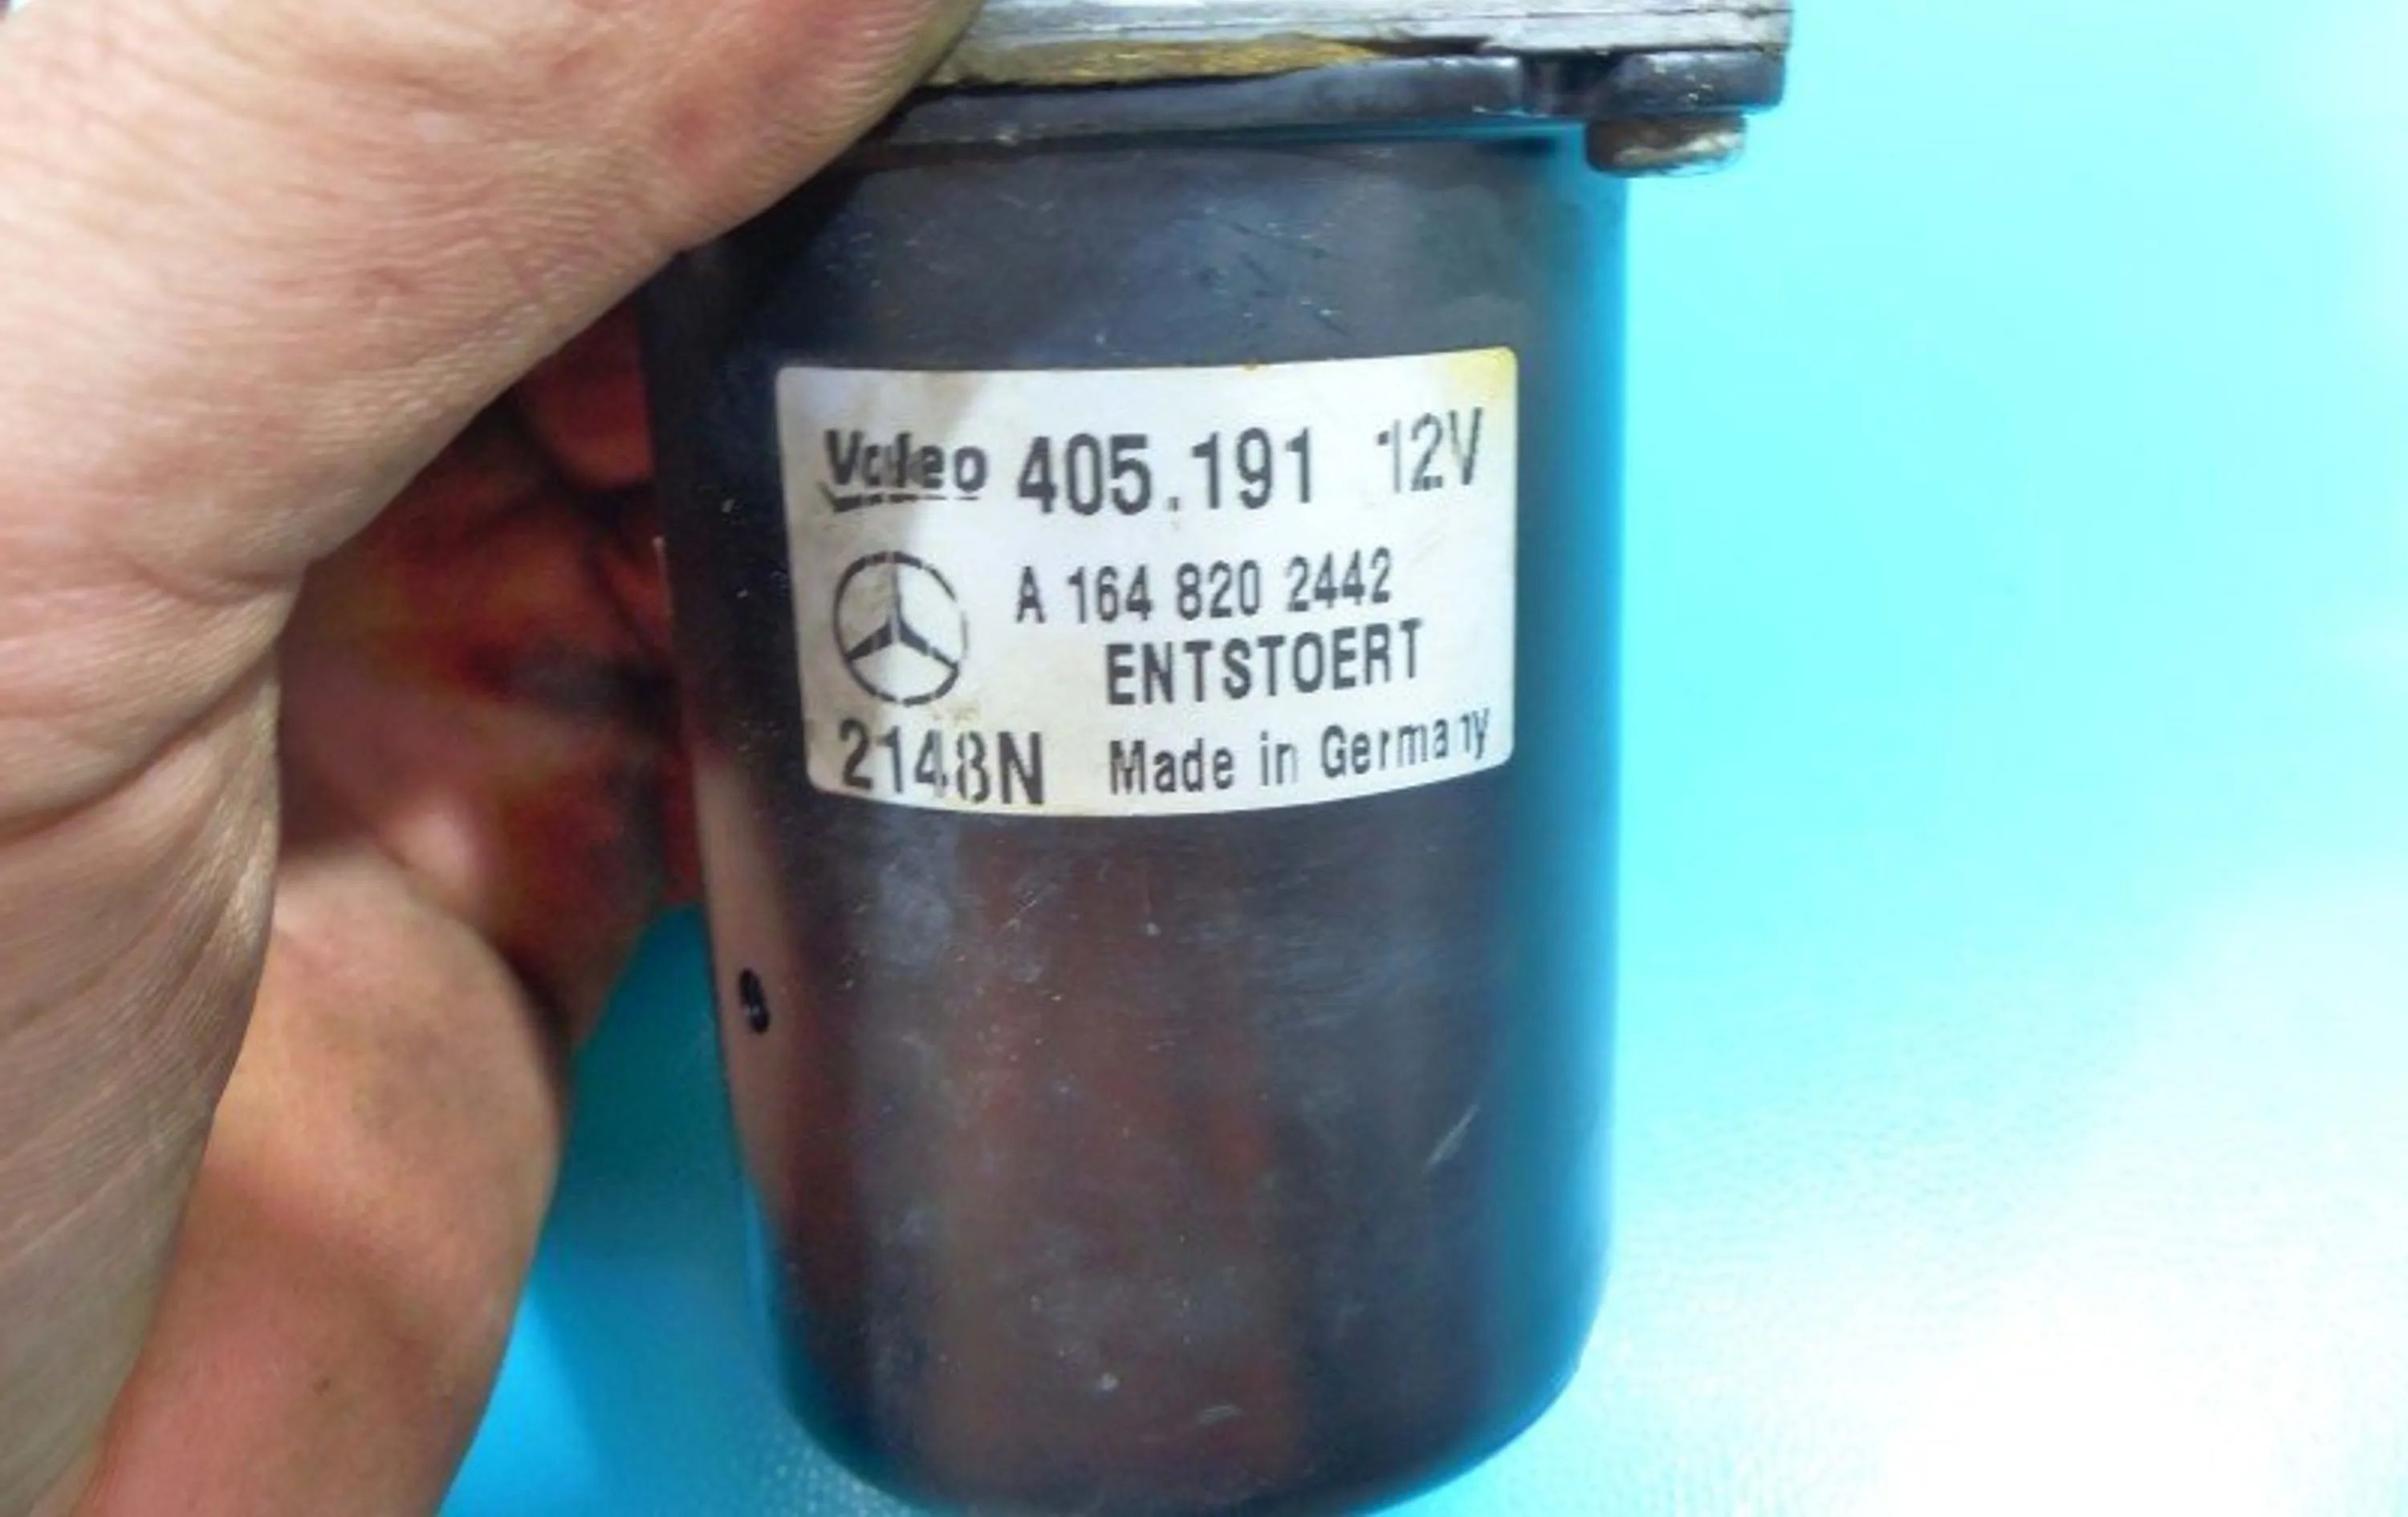 Valeo 405.191 12V
A 164 820 2442
ENTSTOERT
2148N Made in Germany